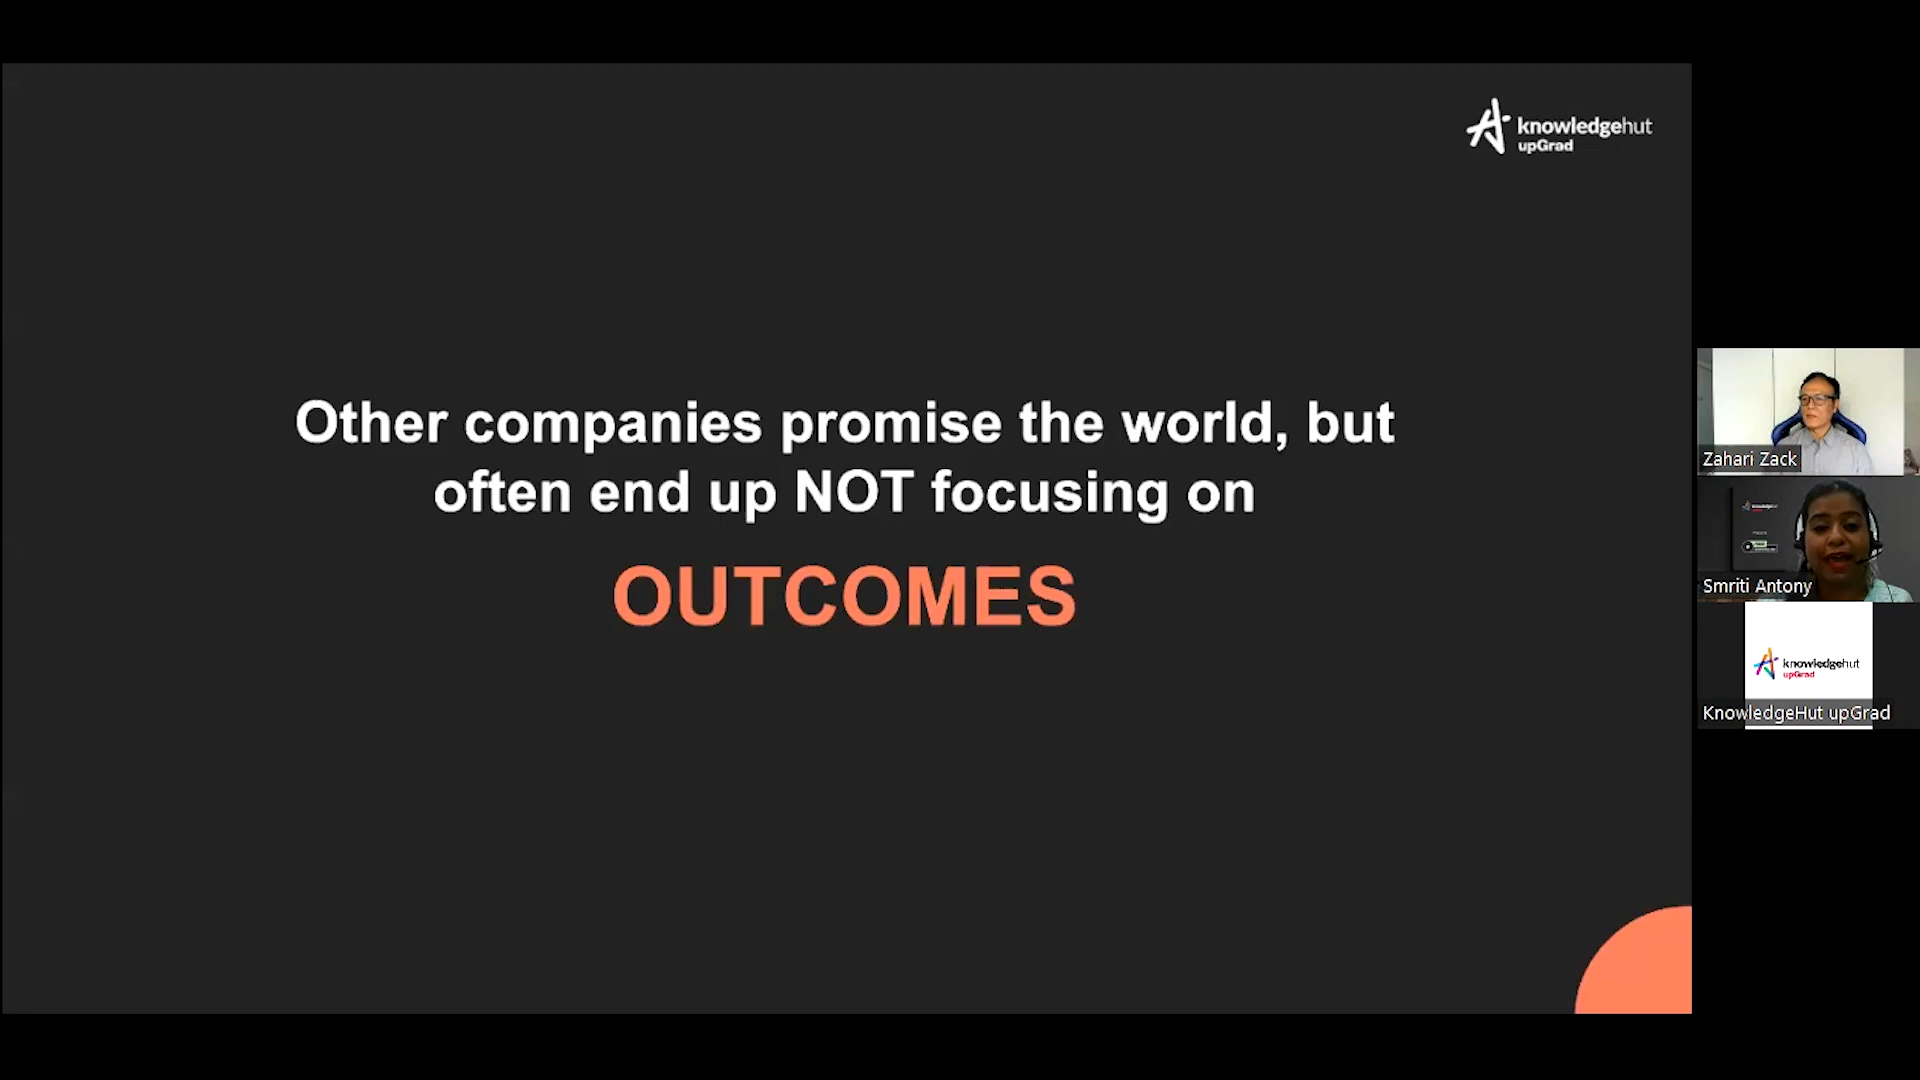 knowledgehut
upGrad
Other companies promise the world, but
often end up NOT focusing on
OUTCOMES
Zahari Zack
Smriti Antony
knowledgehut
upGrad
KnowledgeHut upGrad